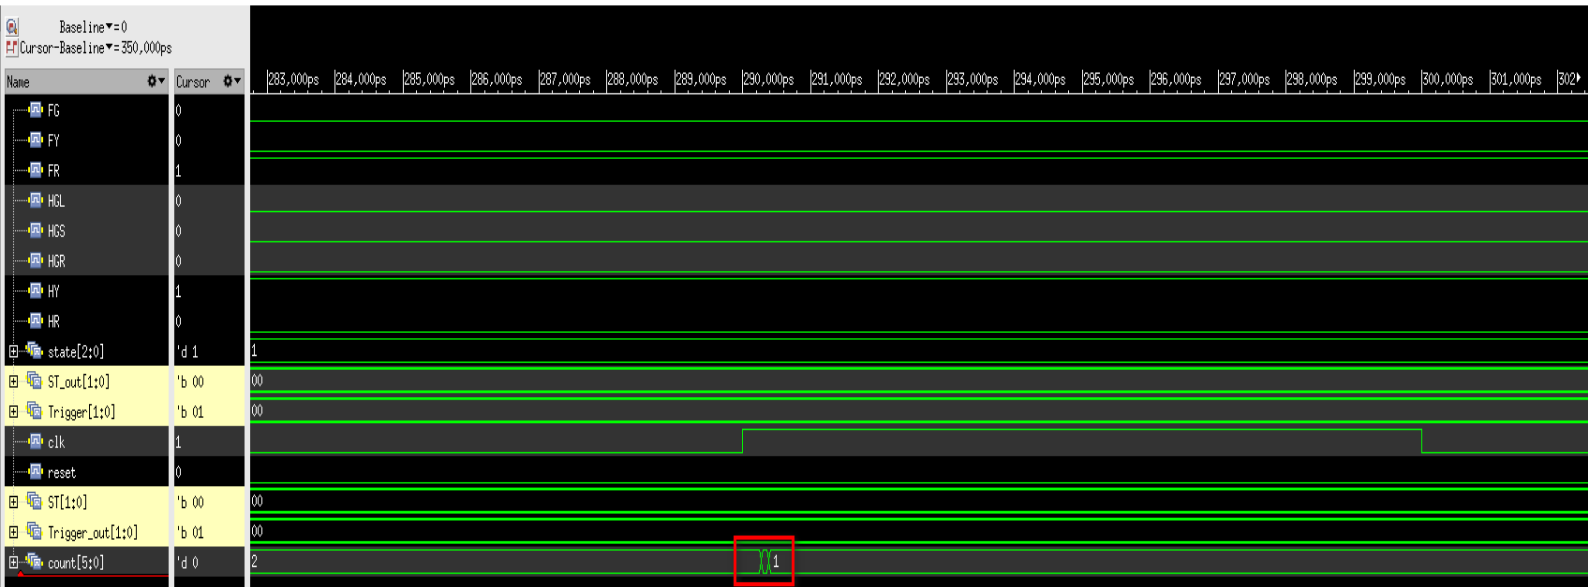 Baseline▼=0
Cursor-Baseline▼=350,000ps
Name Cursor 283,000ps 284,000ps 285,000ps 286,000ps 287,000ps 288,000ps 289,000ps 290,000ps 291,000ps 292,000ps 293,000ps 294,000ps 295,000ps 296,000ps 297,000ps 298,000ps 299,000ps 300,000ps 301,000ps 302
FG 0
FY 0
FR 1
HGL 0
HGS 0
HGR 0
HY 1
HR 0
state[2:0] 'd 1 1
ST_out[1:0] 'b 00 00
Trigger[1:0] 'b 01 00
clk 1
reset 0
ST[1:0] 'b 00 00
Trigger_out[1:0] 'b 01 00
count[5:0] 'd 0 2 1